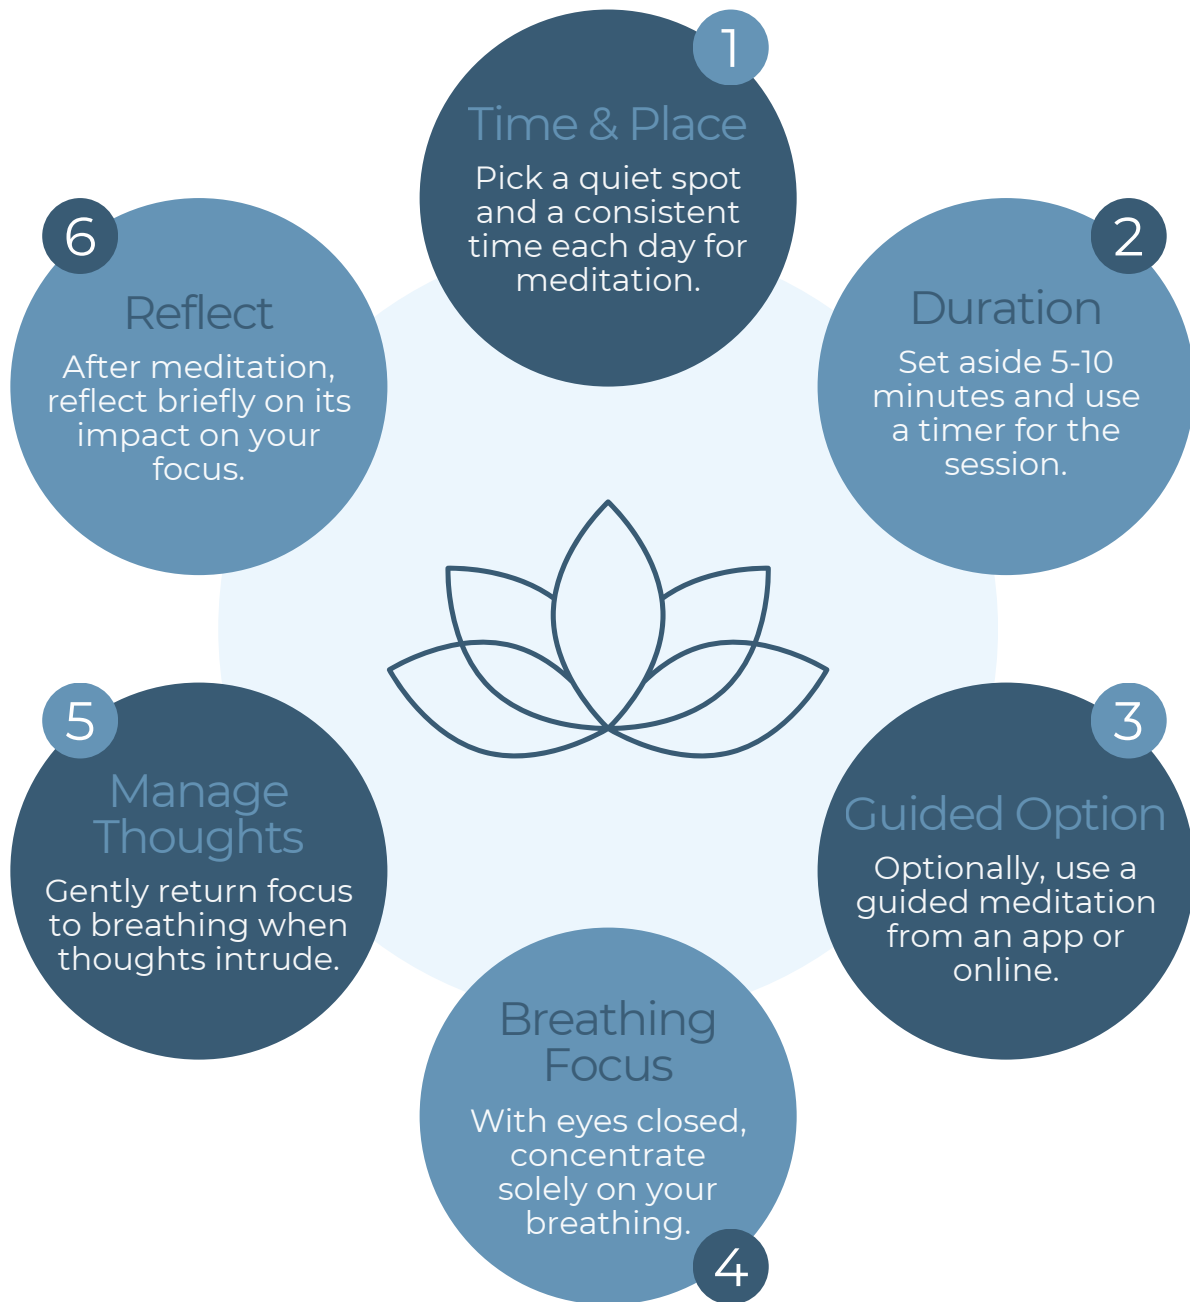 1
Time & Place
Pick a quiet spot
and a consistent
time each day for
meditation.
2
Duration
Set aside 5-10
minutes and use
a timer for the
session.
3
Guided Option
Optionally, use a
guided meditation
from an app or
online.
4
Breathing
Focus
With eyes closed,
concentrate
solely on your
breathing.
5
Manage
Thoughts
Gently return focus
to breathing when
thoughts intrude.
6
Reflect
After meditation,
reflect briefly on its
impact on your
focus.